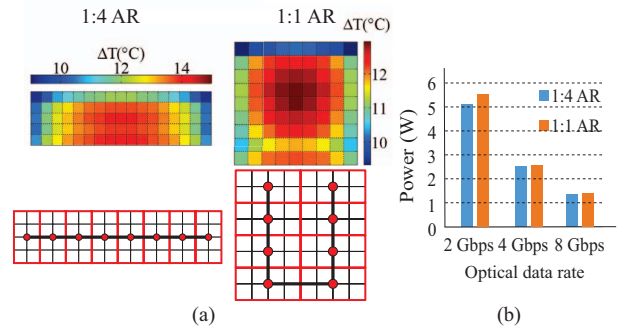 1:4 AR
1:1 AR
ΔT(°C)
10 12 14
ΔT(°C)
12
11
10
(a)
Power (W)
6
5
4
3
2
1
0
1:4 AR
1:1 AR
2 Gbps 4 Gbps 8 Gbps
Optical data rate
(b)